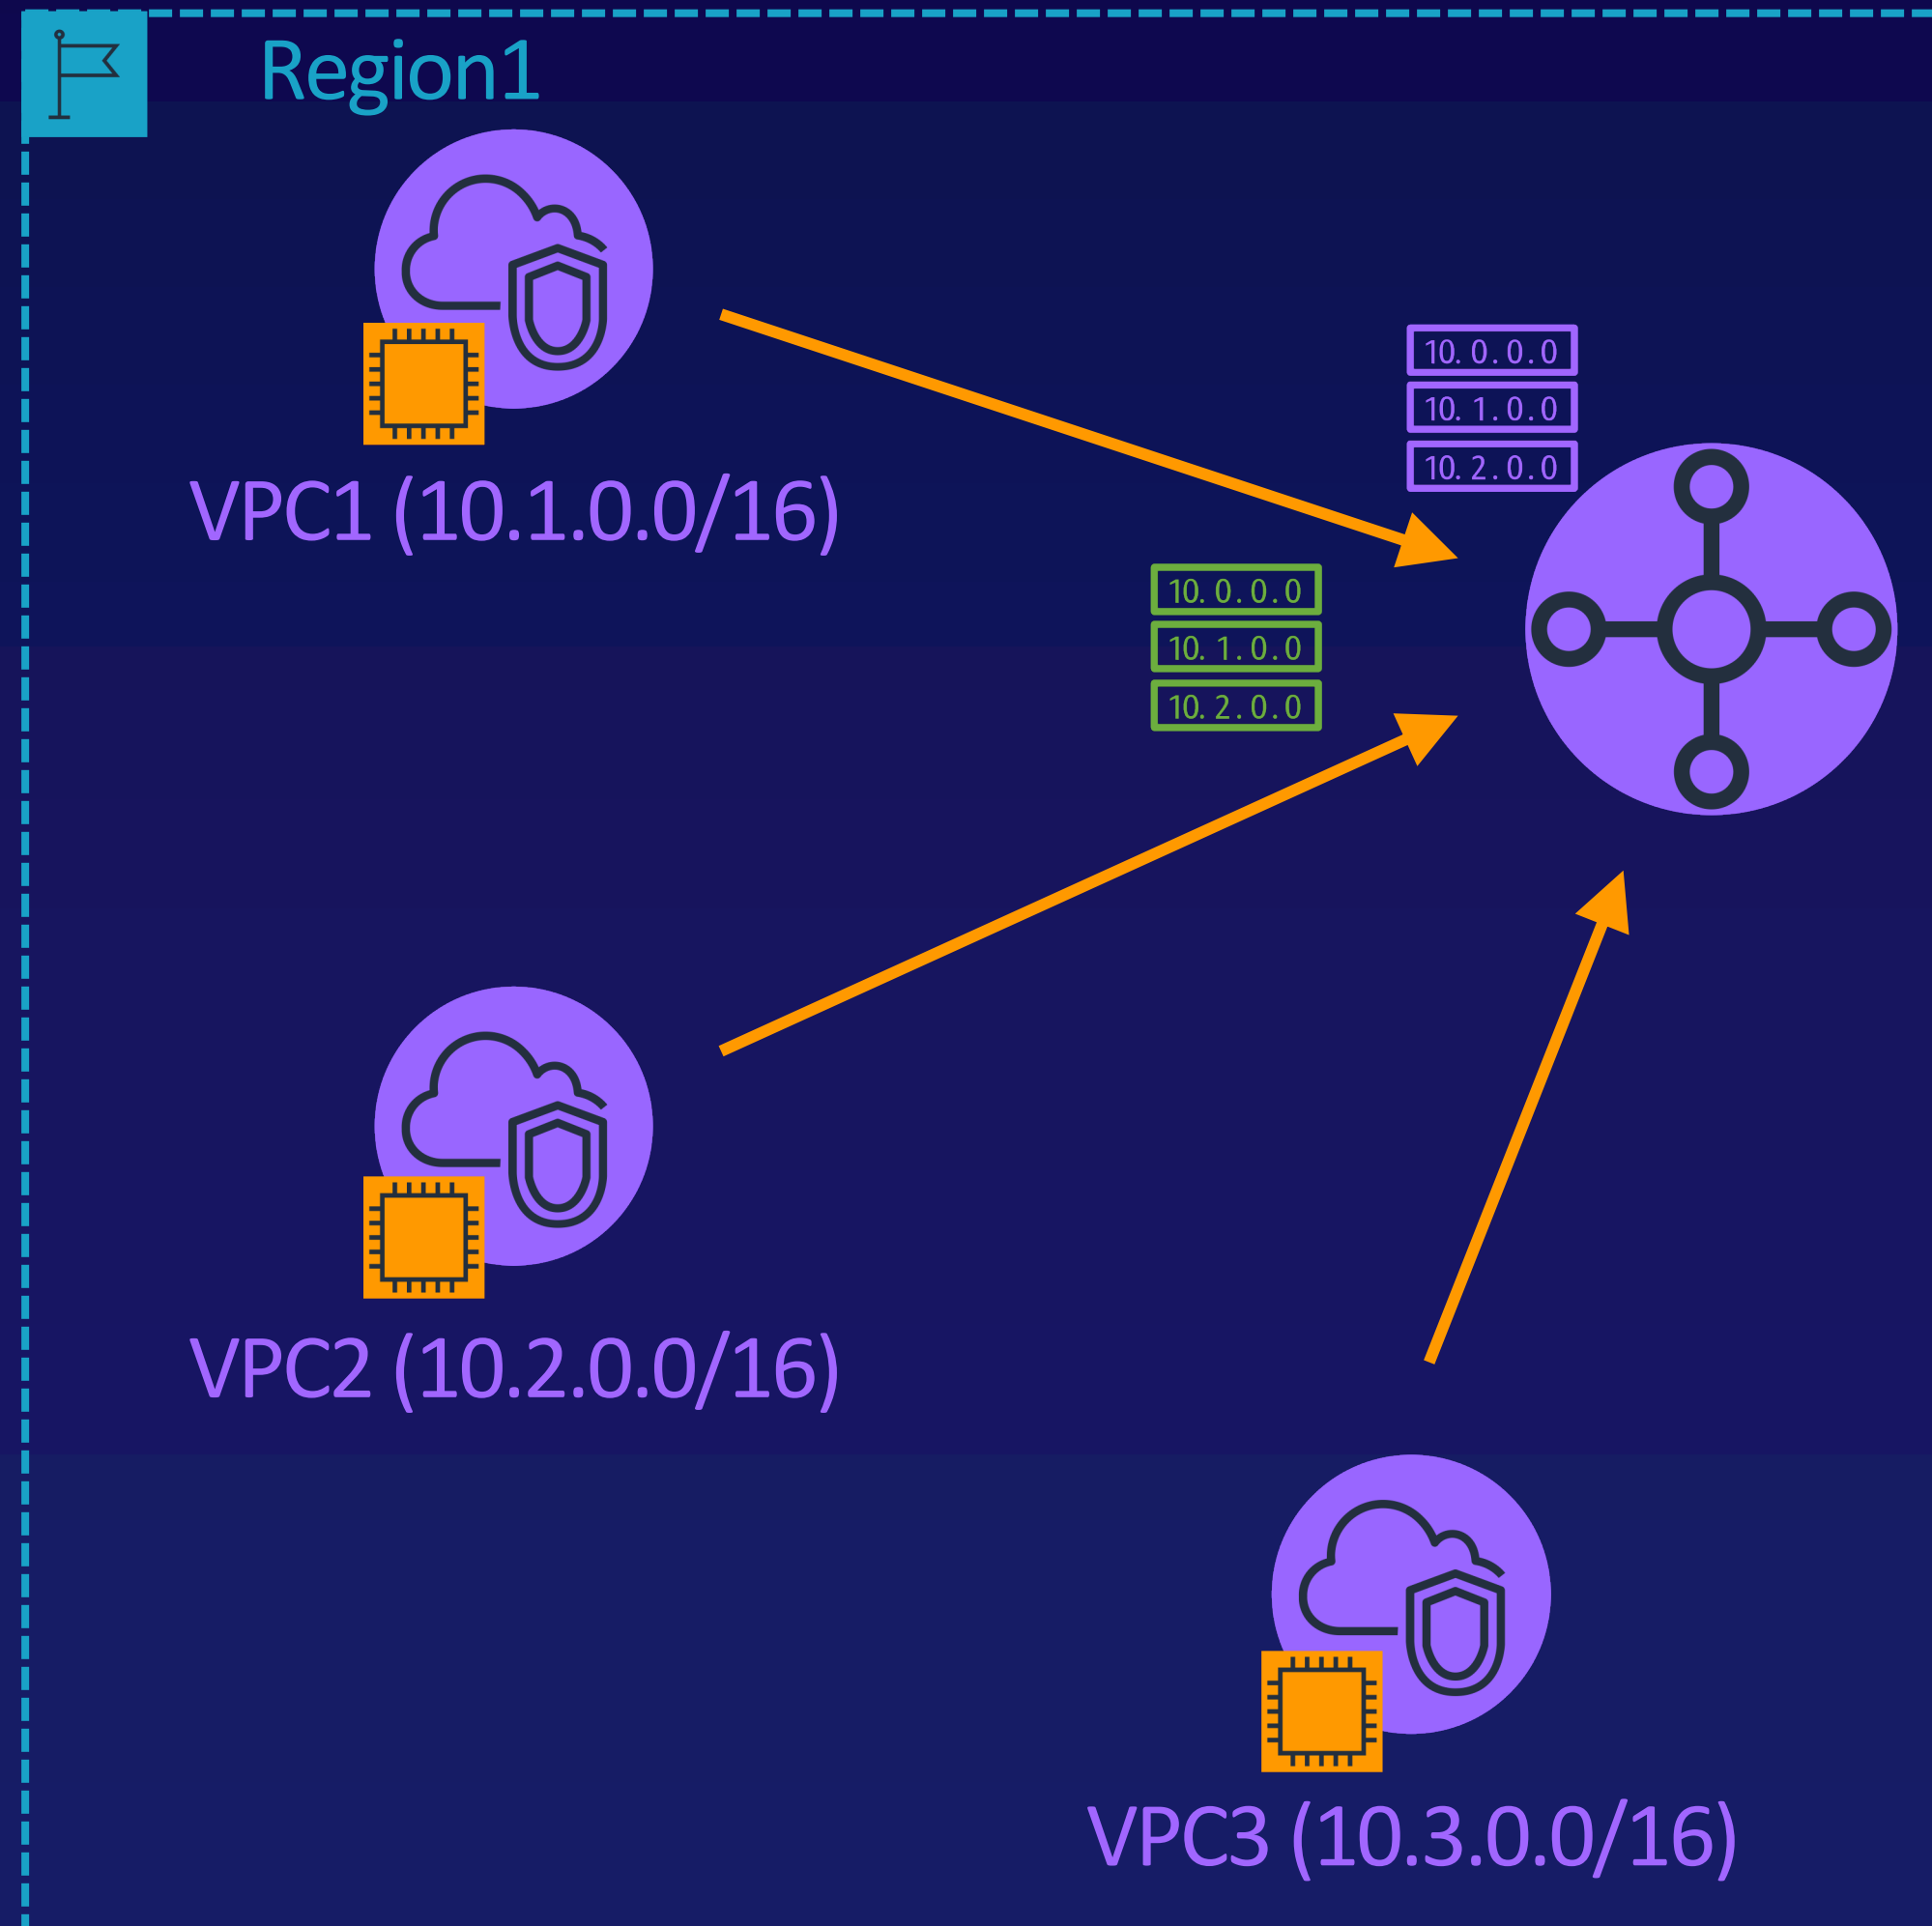 Region1
10. 0 . 0 . 0
10. 1 . 0 . 0
10. 2 . 0 . 0
VPC1 (10.1.0.0/16)
10. 0 . 0 . 0
10. 1 . 0 . 0
10. 2 . 0 . 0
VPC2 (10.2.0.0/16)
VPC3 (10.3.0.0/16)